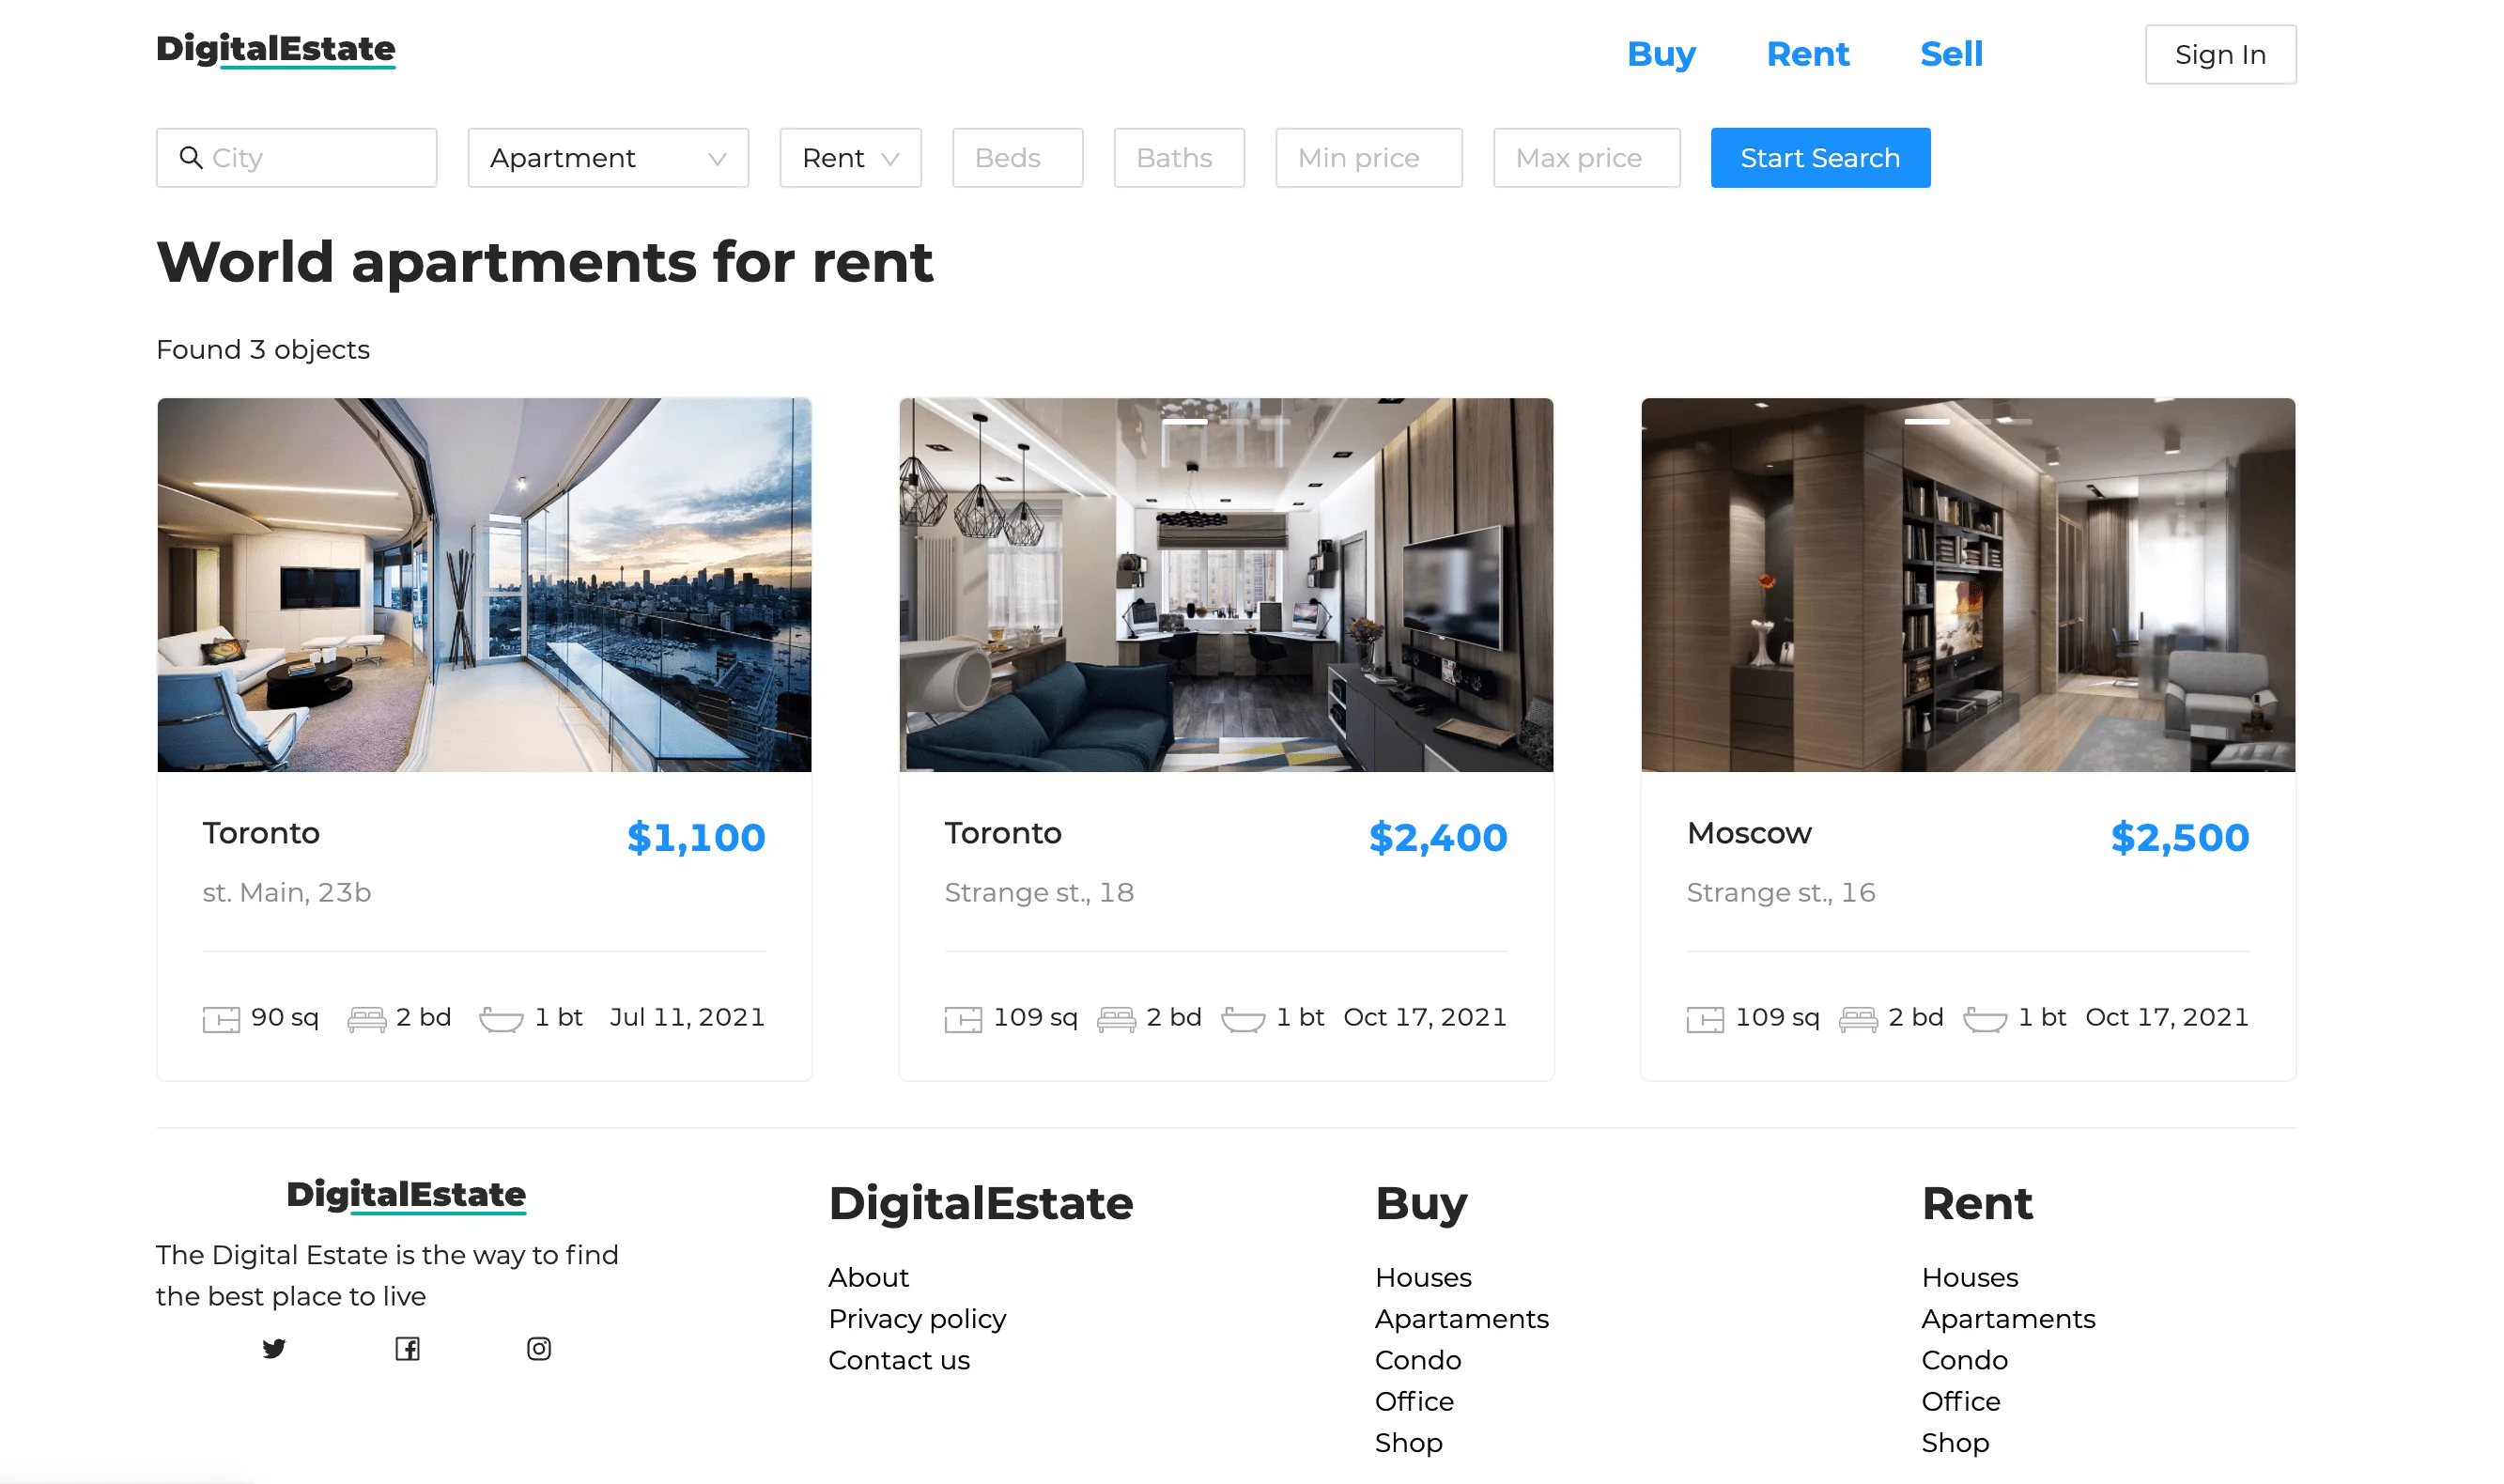 DigitalEstate
Buy Rent Sell Sign In
City Apartment Rent Beds Baths Min price Max price Start Search
World apartments for rent
Found 3 objects
Toronto $1,100
st. Main, 23b
90 sq 2 bd 1 bt Jul 11, 2021
Toronto $2,400
Strange st., 18
109 sq 2 bd 1 bt Oct 17, 2021
Moscow $2,500
Strange st., 16
109 sq 2 bd 1 bt Oct 17, 2021
DigitalEstate
The Digital Estate is the way to find
the best place to live
DigitalEstate
About
Privacy policy
Contact us
Buy
Houses
Apartaments
Condo
Office
Shop
Rent
Houses
Apartaments
Condo
Office
Shop